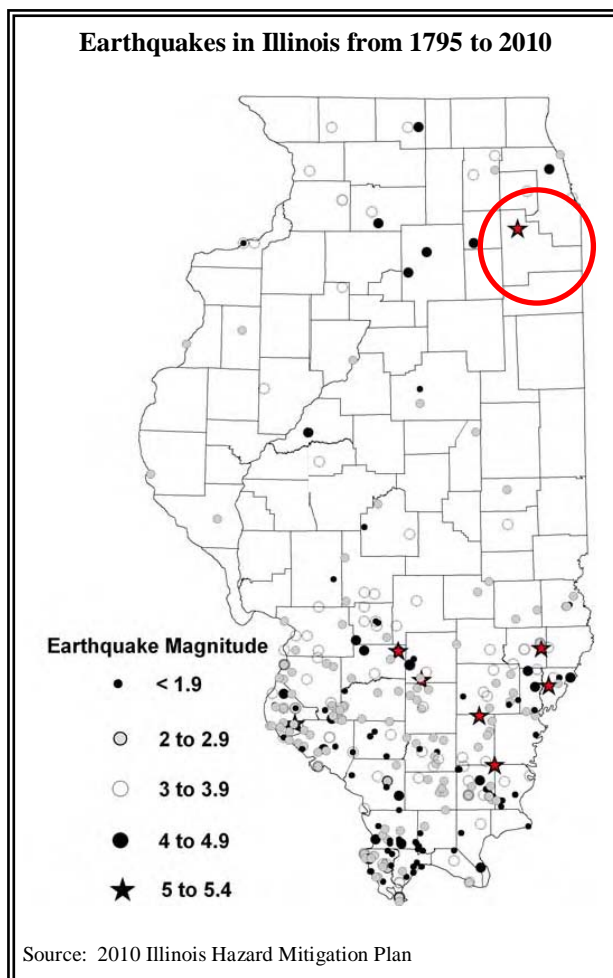 Earthquakes in Illinois from 1795 to 2010
Earthquake Magnitude
< 1.9
2 to 2.9
3 to 3.9
4 to 4.9
5 to 5.4
Source: 2010 Illinois Hazard Mitigation Plan